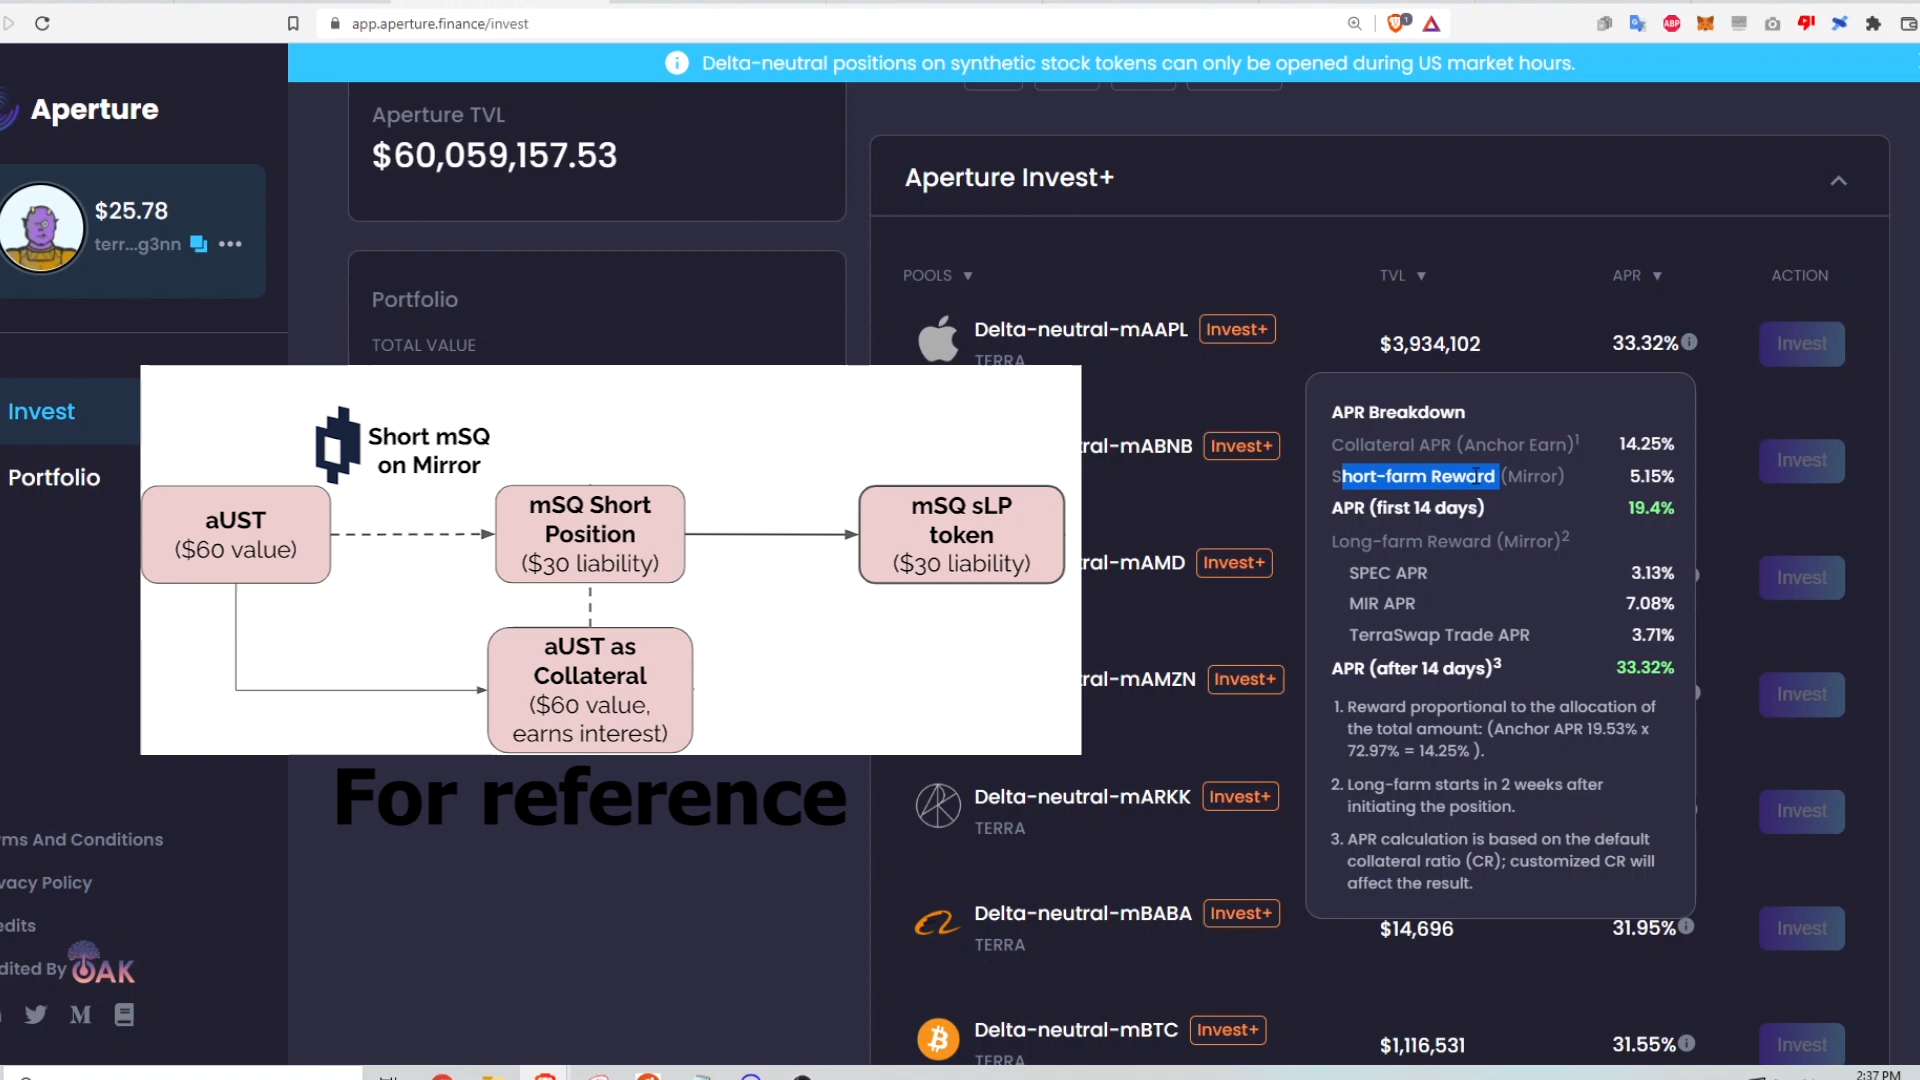 app.aperture.finance/invest
1
ABP
Delta-neutral positions on synthetic stock tokens can only be opened during US market hours.
Aperture
$25.78
terr...g3nn
Invest
Portfolio
Aperture TVL
$60,059,157.53
Portfolio
TOTAL VALUE
Aperture Invest+
POOLS ▼ TVL ▼ APR ▼ ACTION
Delta-neutral-mAAPL Invest+
TERRA
$3,934,102 33.32% Invest
ral-mABNB Invest+ Invest
ral-mAMD Invest+ Invest
ral-mAMZN Invest+ Invest
Delta-neutral-mARKK Invest+
TERRA
Invest
Delta-neutral-mBABA Invest+
TERRA
$14,696 31.95% Invest
Delta-neutral-mBTC Invest+
TERRA
$1,116,531 31.55% Invest
APR Breakdown
Collateral APR (Anchor Earn)1 14.25%
Short-farm Reward (Mirror) 5.15%
APR (first 14 days) 19.4%
Long-farm Reward (Mirror)2
SPEC APR 3.13%
MIR APR 7.08%
TerraSwap Trade APR 3.71%
APR (after 14 days)3 33.32%
1. Reward proportional to the allocation of
the total amount: (Anchor APR 19.53% x
72.97% = 14.25% ).
2. Long-farm starts in 2 weeks after
initiating the position.
3. APR calculation is based on the default
collateral ratio (CR); customized CR will
affect the result.
Short mSQ
on Mirror
aUST
($60 value)
mSQ Short
Position
($30 liability)
mSQ sLP
token
($30 liability)
aUST as
Collateral
($60 value,
earns interest)
For reference
ms And Conditions
vacy Policy
edits
dited By OAK
2:37 PM